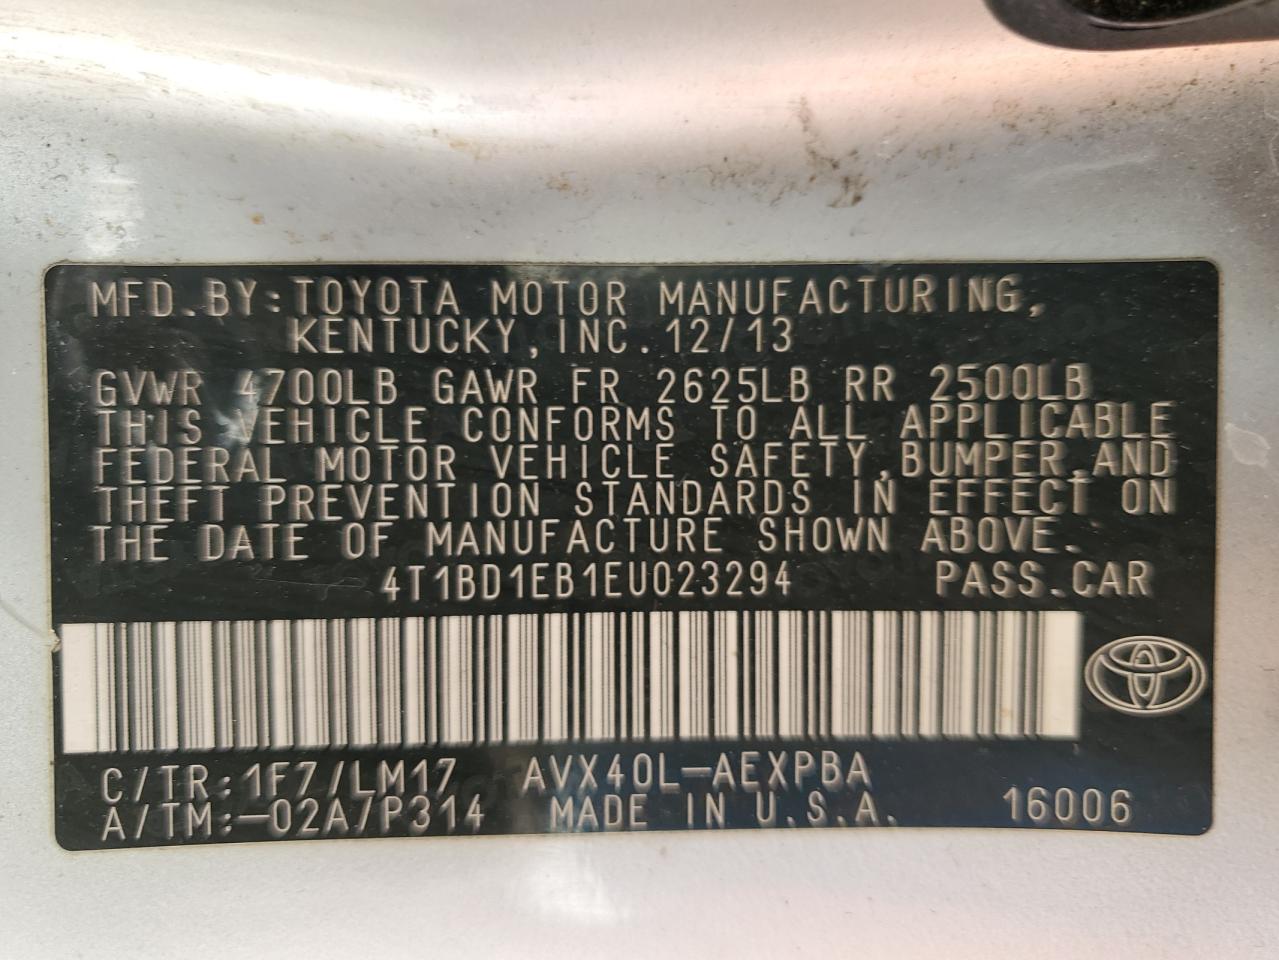 MFD.BY:TOYOTA MOTOR MANUFACTURING,
KENTUCKY,INC.12/13
GVWR 4700LB GAWR FR 2625LB RR 2500LB
THIS VEHICLE CONFORMS TO ALL APPLICABLE
FEDERAL MOTOR VEHICLE SAFETY,BUMPER,AND
THEFT PREVENTION STANDARDS IN EFFECT ON
THE DATE OF MANUFACTURE SHOWN ABOVE.
4T1BD1EB1EU023294 PASS.CAR
C/TR:1F7/LM17 AVX40L-AEXPBA
A/TM:-02A/P314 MADE IN U.S.A. 16006